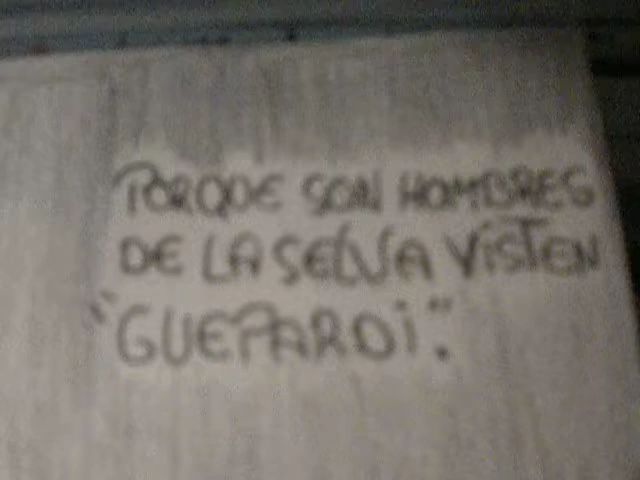 PORQUE SON HOMBRES
DE LA SELVA VISTEN
"GUEPARDI".